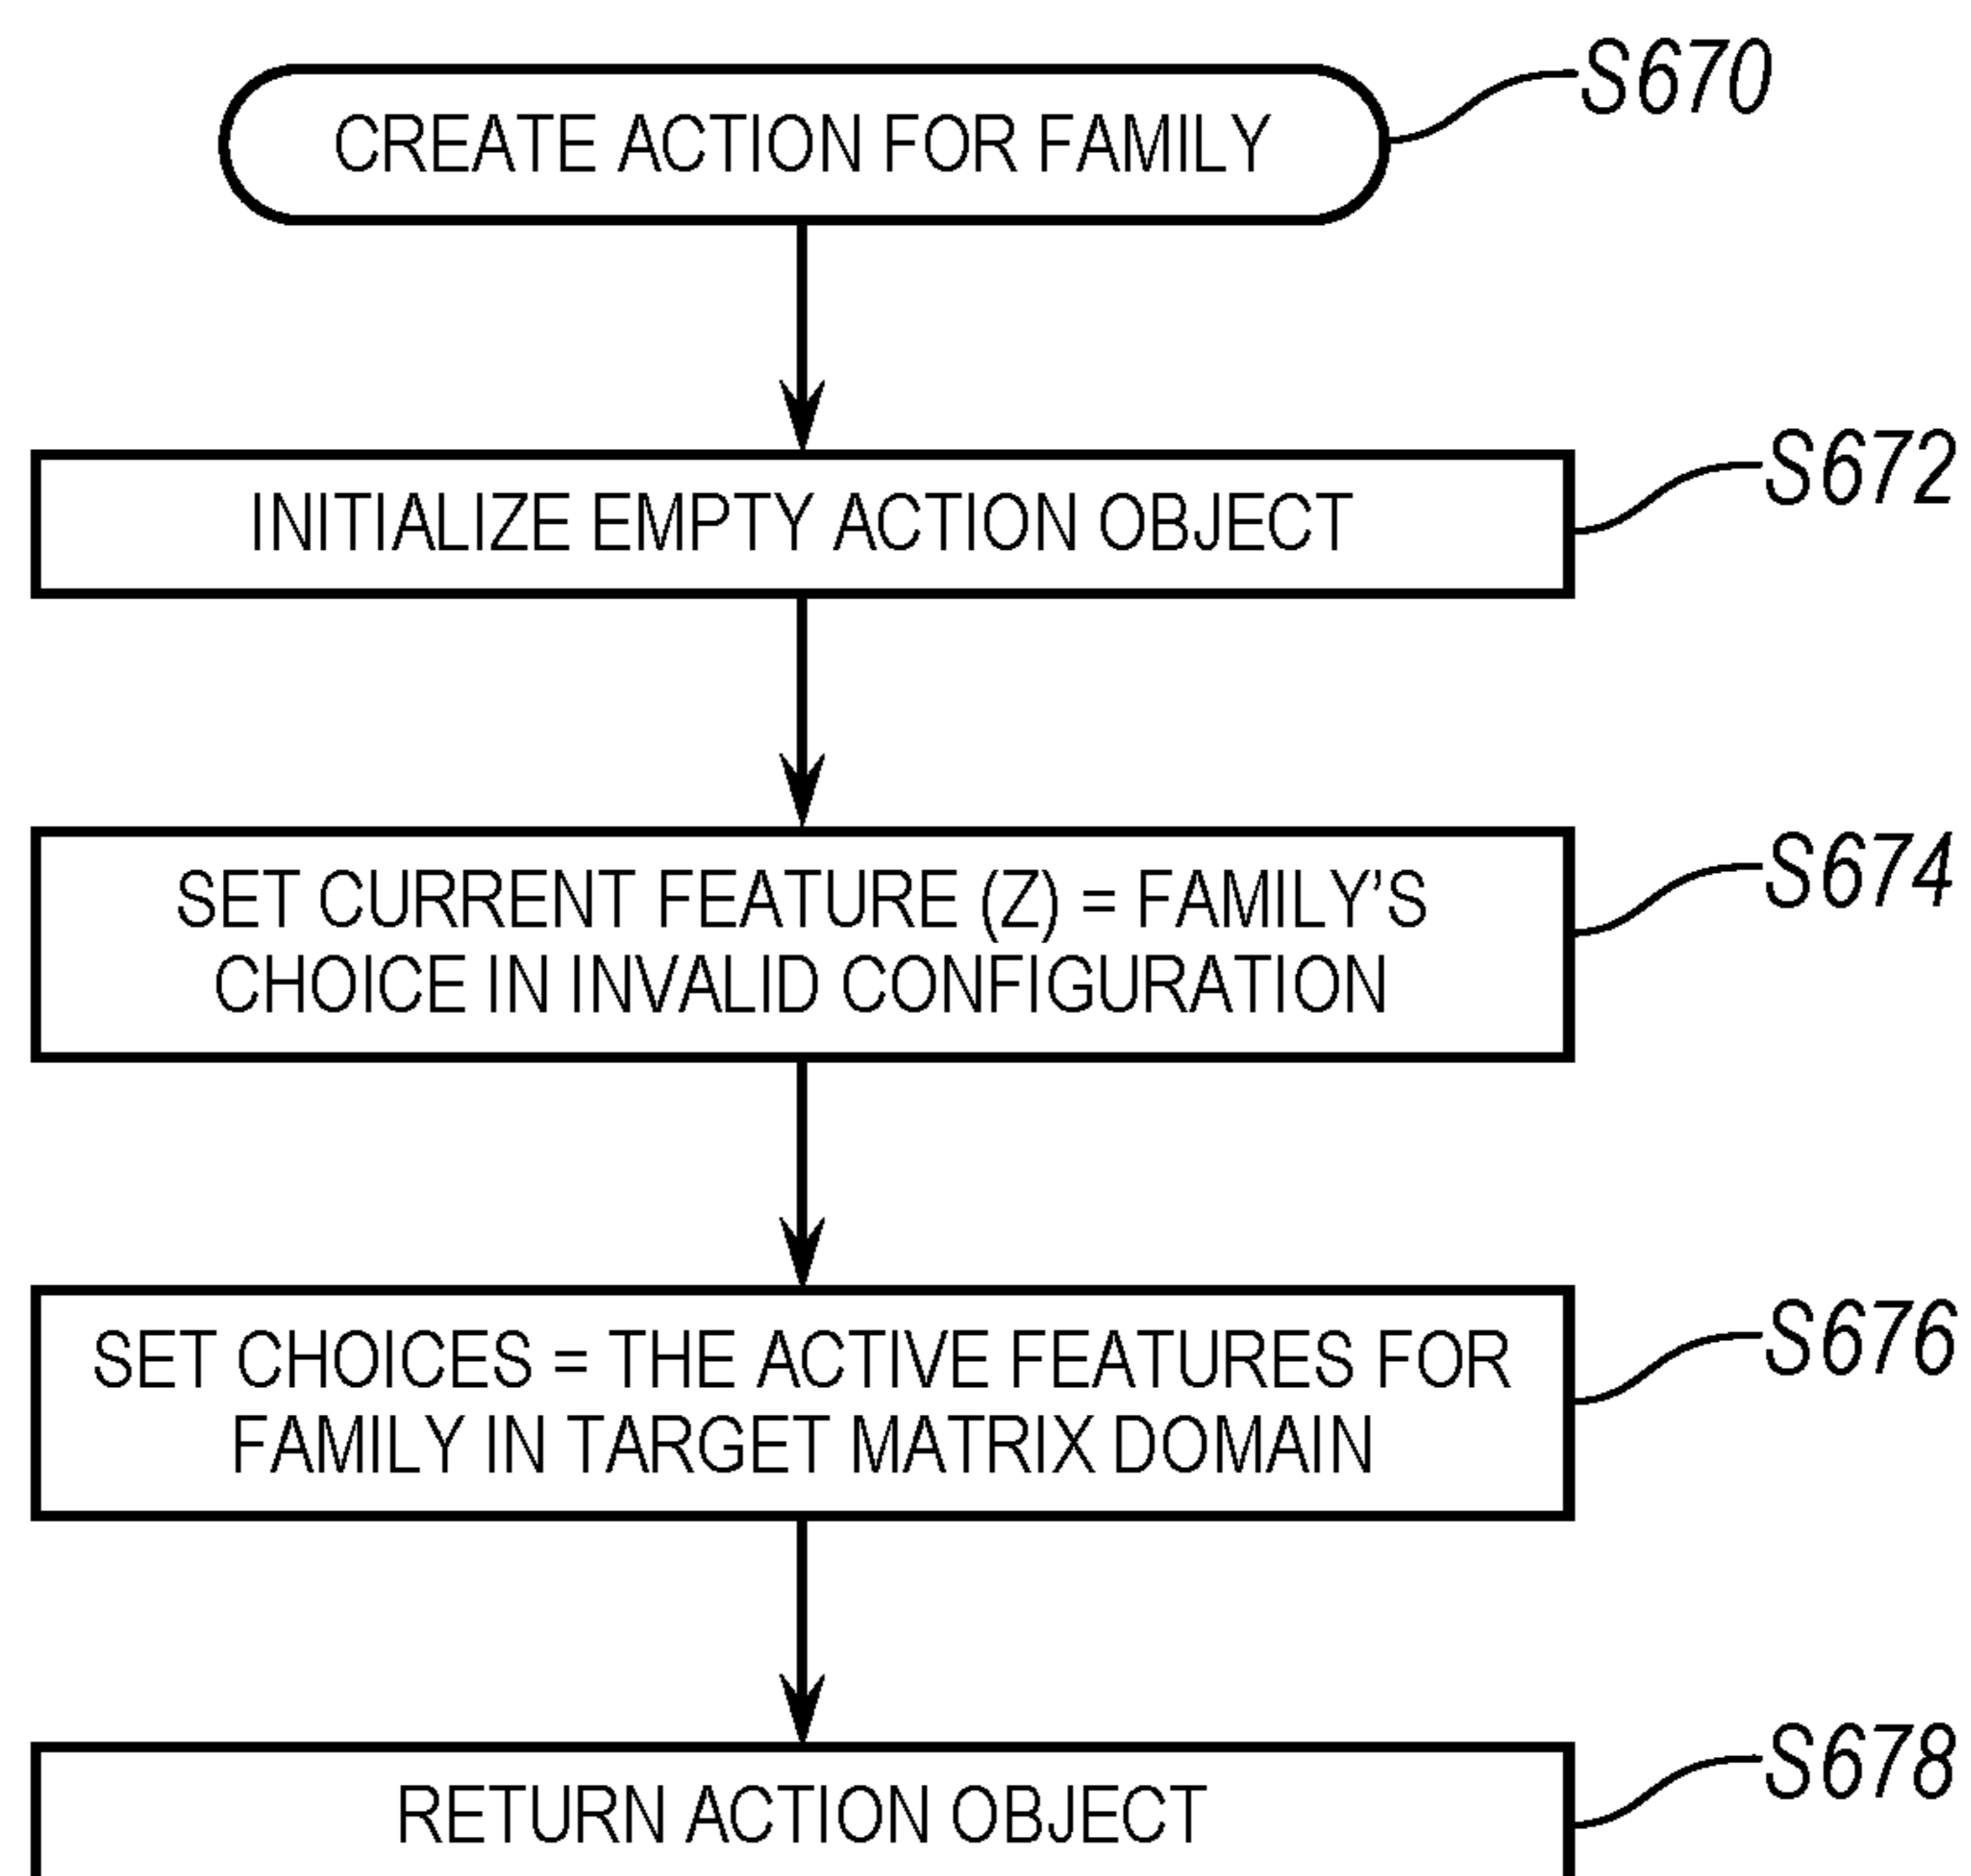 CREATE ACTION FOR FAMILY
S670
INITIALIZE EMPTY ACTION OBJECT
S672
SET CURRENT FEATURE (Z) = FAMILY'S
CHOICE IN INVALID CONFIGURATION
S674
SET CHOICES = THE ACTIVE FEATURES FOR
FAMILY IN TARGET MATRIX DOMAIN
S676
RETURN ACTION OBJECT
S678